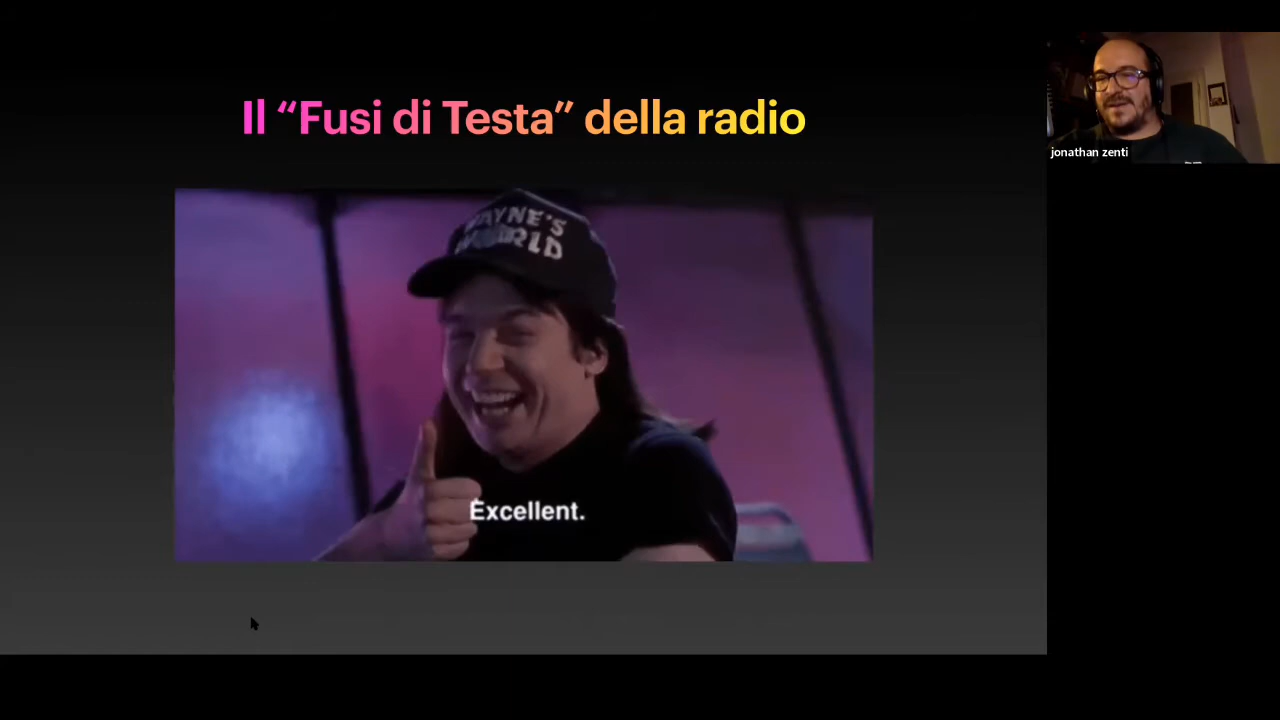 Il “Fusi di Testa” della radio
jonathan zenti
WAYNE'S
WORLD
Excellent.